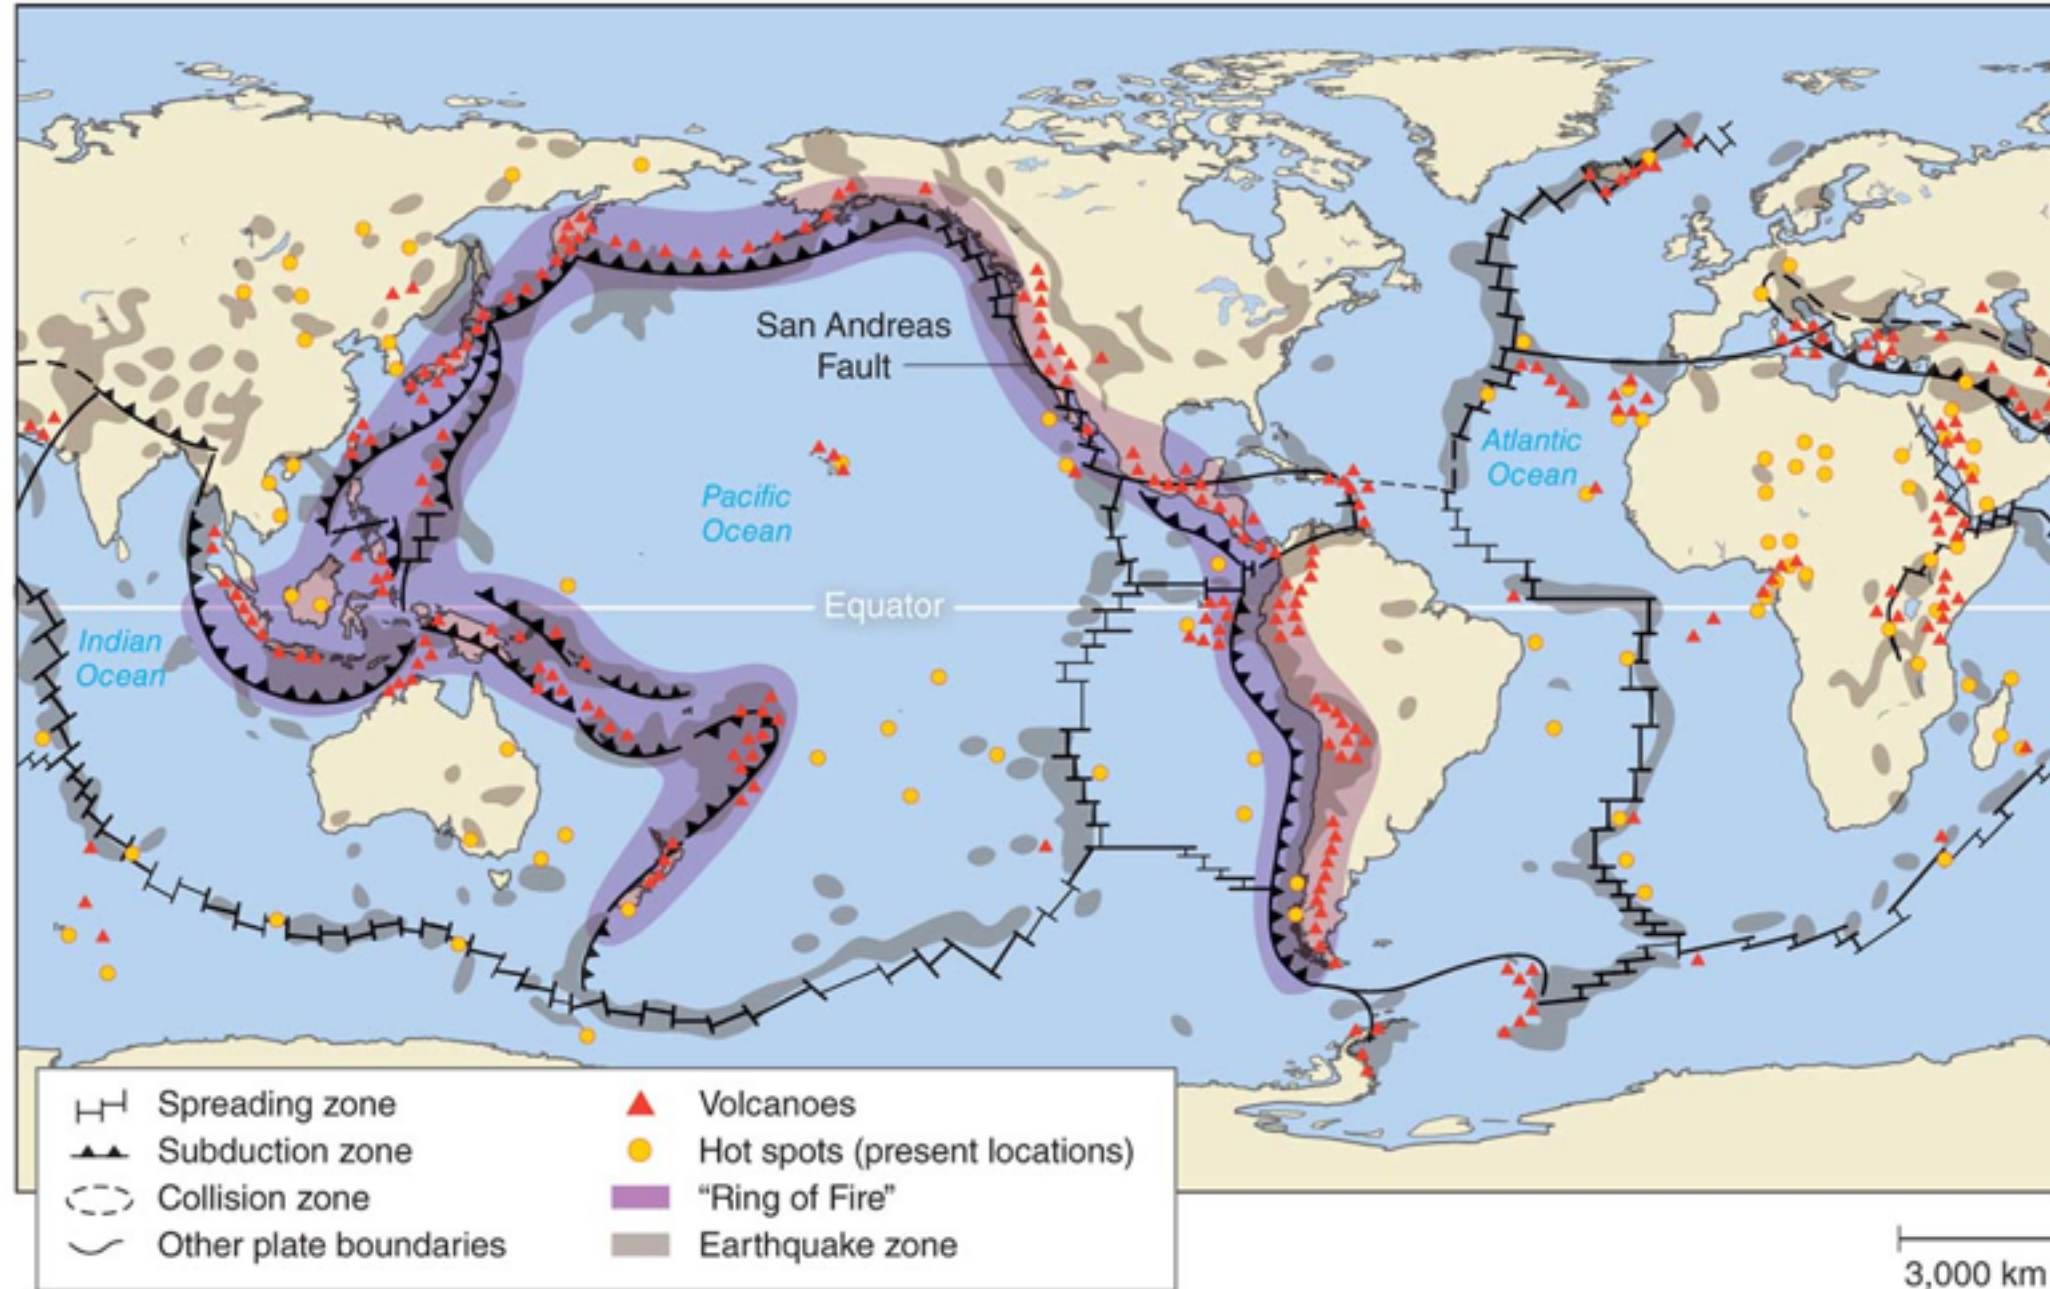 San Andreas
Fault
Atlantic
Ocean
Pacific
Ocean
Equator
Indian
Ocean
Spreading zone
Subduction zone
Collision zone
Other plate boundaries
Volcanoes
Hot spots (present locations)
“Ring of Fire”
Earthquake zone
3,000 km